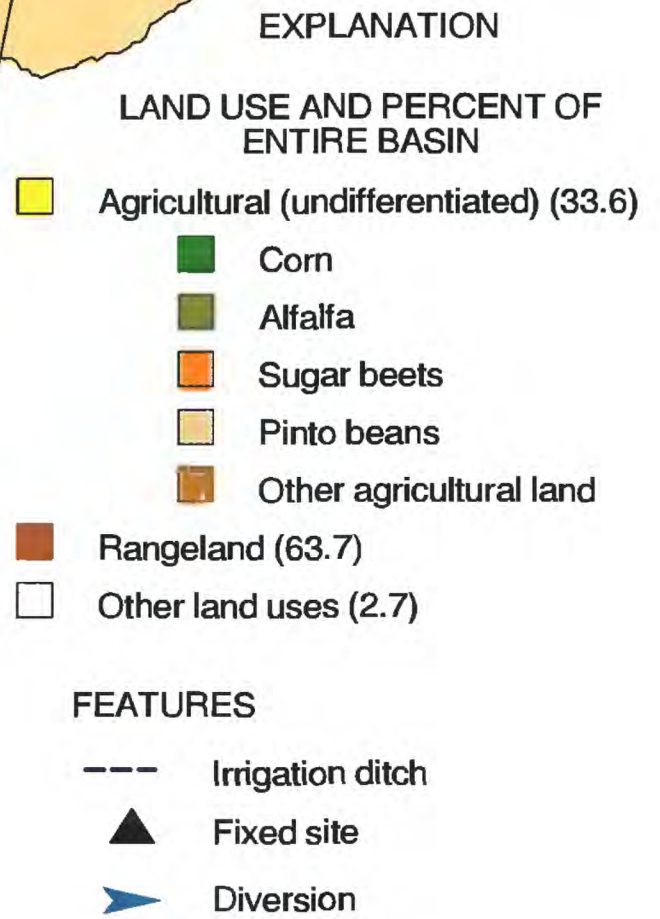 EXPLANATION
LAND USE AND PERCENT OF
ENTIRE BASIN
Agricultural (undifferentiated) (33.6)
Corn
Alfalfa
Sugar beets
Pinto beans
Other agricultural land
Rangeland (63.7)
Other land uses (2.7)
FEATURES
Irrigation ditch
Fixed site
Diversion